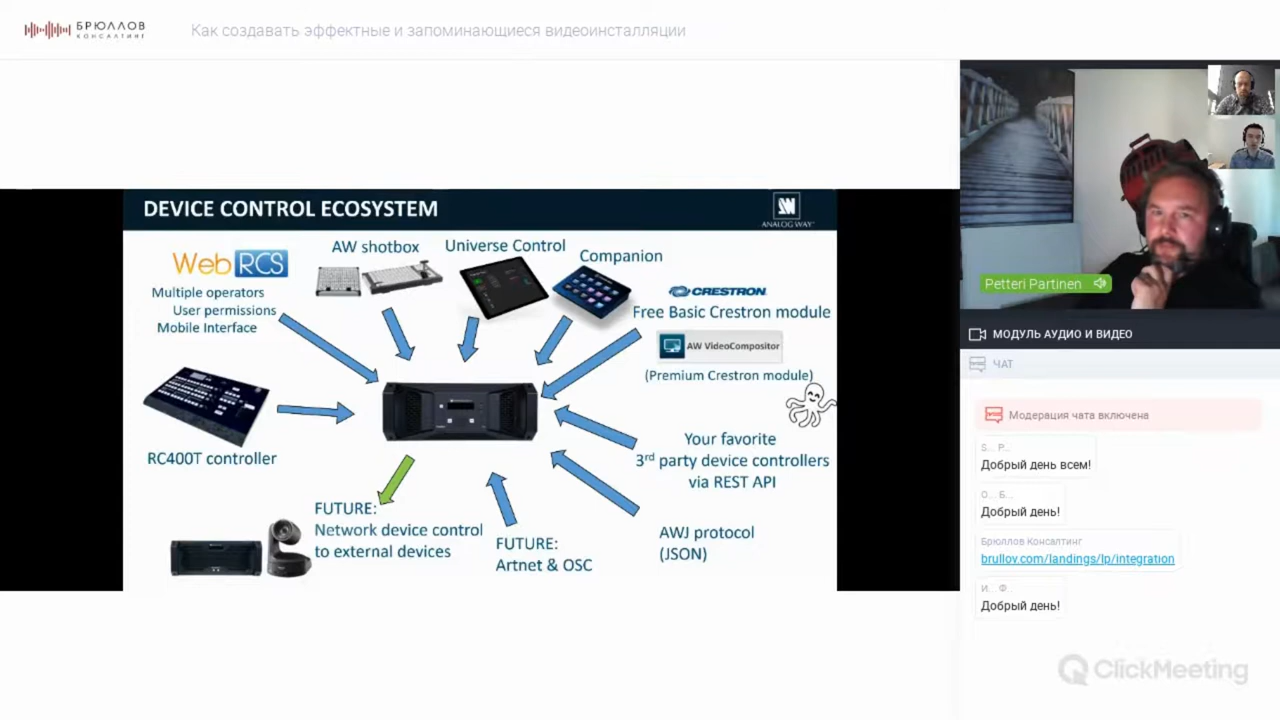 БРЮЛЛОВ
КОНСАЛТИНГ
Как создавать эффектные и запоминающиеся видеоинсталляции
DEVICE CONTROL ECOSYSTEM
ANALOG WAY
Web RCS
Multiple operators
User permissions
Mobile Interface
AW shotbox
Universe Control
Companion
CRESTRON
Free Basic Crestron module
AW VideoCompositor
(Premium Crestron module)
RC400T controller
Your favorite
3rd party device controllers
via REST API
FUTURE:
Network device control
to external devices
FUTURE:
Artnet & OSC
AWJ protocol
(JSON)
Petteri Partinen
МОДУЛЬ АУДИО И ВИДЕО
ЧАТ
Модерация чата включена
S... P...
Добрый день всем!
О... Б...
Добрый день!
Брюллов Консалтинг
brullov.com/landings/lp/integration
И... Ф...
Добрый день!
ClickMeeting